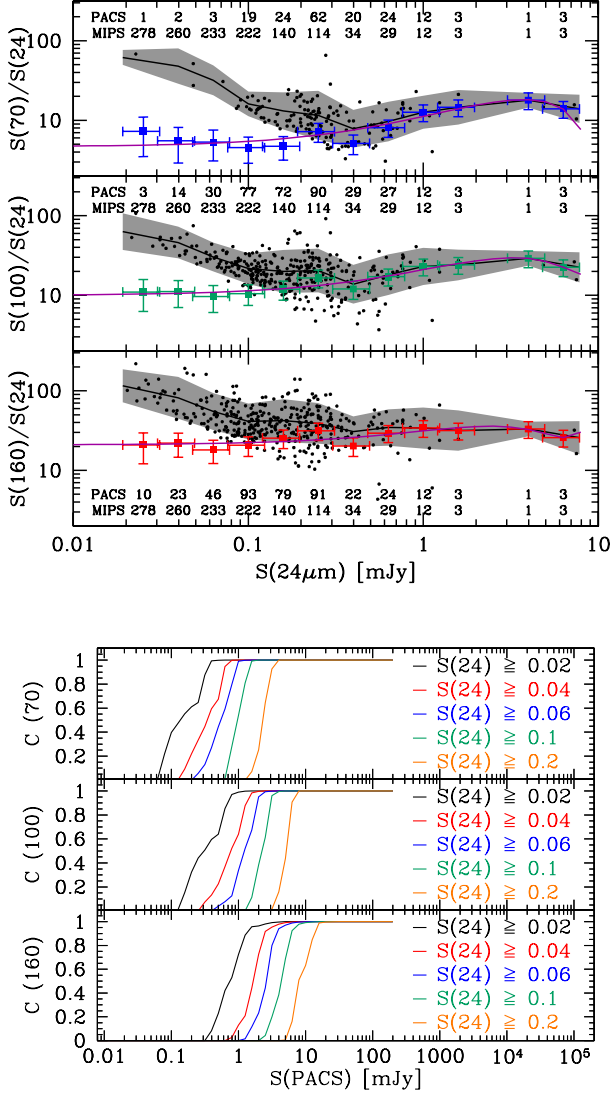 PACS 1 2 3 19 24 62 20 24 12 3 1 3
MIPS 278 260 233 222 140 114 34 29 12 3 1 3
100
10
S(70)/S(24)
PACS 3 14 30 77 72 90 29 27 12 3 1 3
MIPS 278 260 233 222 140 114 34 29 12 3 1 3
100
10
S(100)/S(24)
100
10
S(160)/S(24)
PACS 10 23 46 93 79 91 22 24 12 3 1 3
MIPS 278 260 233 222 140 114 34 29 12 3 1 3
0.01 0.1 1 10
S(24μm) [mJy]
1
0.8
0.6
0.4
0.2
C (70)
S(24) ≧ 0.02
S(24) ≧ 0.04
S(24) ≧ 0.06
S(24) ≧ 0.1
S(24) ≧ 0.2
1
0.8
0.6
0.4
0.2
C (100)
S(24) ≧ 0.02
S(24) ≧ 0.04
S(24) ≧ 0.06
S(24) ≧ 0.1
S(24) ≧ 0.2
1
0.8
0.6
0.4
0.2
0
C (160)
S(24) ≧ 0.02
S(24) ≧ 0.04
S(24) ≧ 0.06
S(24) ≧ 0.1
S(24) ≧ 0.2
0.01 0.1 1 10 100 1000 10⁴ 10⁵
S(PACS) [mJy]